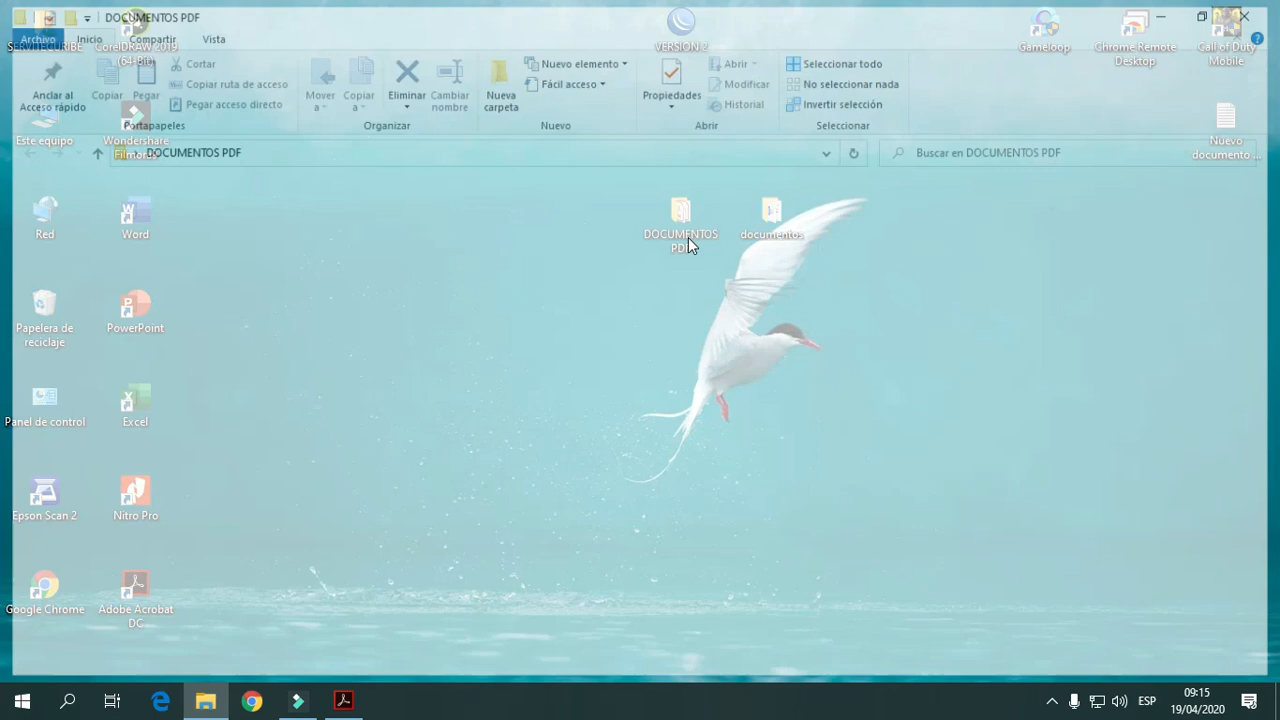 DOCUMENTOS PDF
Archivo
Inicio
Compartir
Vista
Anclar al
Acceso rápido
Copiar
Pegar
Cortar
Copiar ruta de acceso
Pegar acceso directo
Portapapeles
Mover
a
Copiar
a
Eliminar
Cambiar
nombre
Organizar
Nueva
carpeta
Nuevo elemento
Fácil acceso
Nuevo
Propiedades
Abrir
Modificar
Historial
Abrir
Seleccionar todo
No seleccionar nada
Invertir selección
Seleccionar
DOCUMENTOS PDF
Buscar en DOCUMENTOS PDF
CorelDRAW 2019
(64-Bit)
VERSION 2
Gameloop
Chrome Remote
Desktop
Call of Duty
Mobile
Este equipo
Wondershare
Filmora9
Nuevo
documento ...
Red
Word
DOCUMENTOS
PDF
documentos
Papelera de
reciclaje
PowerPoint
Panel de control
Excel
Epson Scan 2
Nitro Pro
Google Chrome
Adobe Acrobat
DC
ESP
09:15
19/04/2020